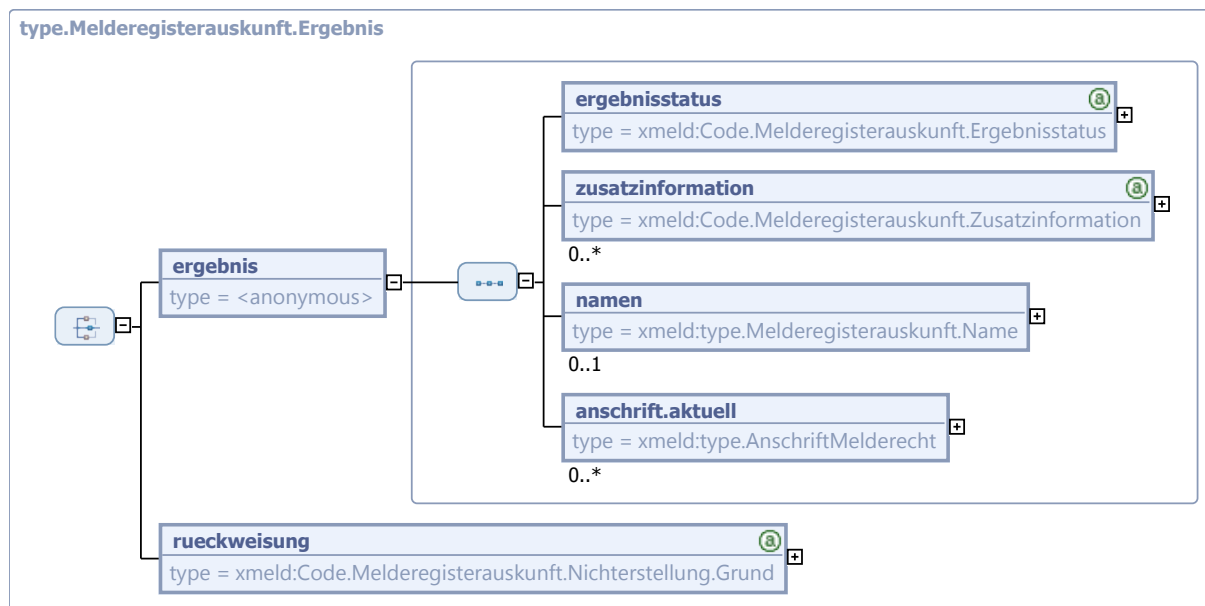 type.Melderegisterauskunft.Ergebnis
ergebnisstatus
type = xmeld:Code.Melderegisterauskunft.Ergebnisstatus
zusatzinformation
type = xmeld:Code.Melderegisterauskunft.Zusatzinformation
0..*
ergebnis
type = <anonymous>
namen
type = xmeld:type.Melderegisterauskunft.Name
0..1
anschrift.aktuell
type = xmeld:type.AnschriftMelderecht
0..*
rueckweisung
type = xmeld:Code.Melderegisterauskunft.Nichterstellung.Grund